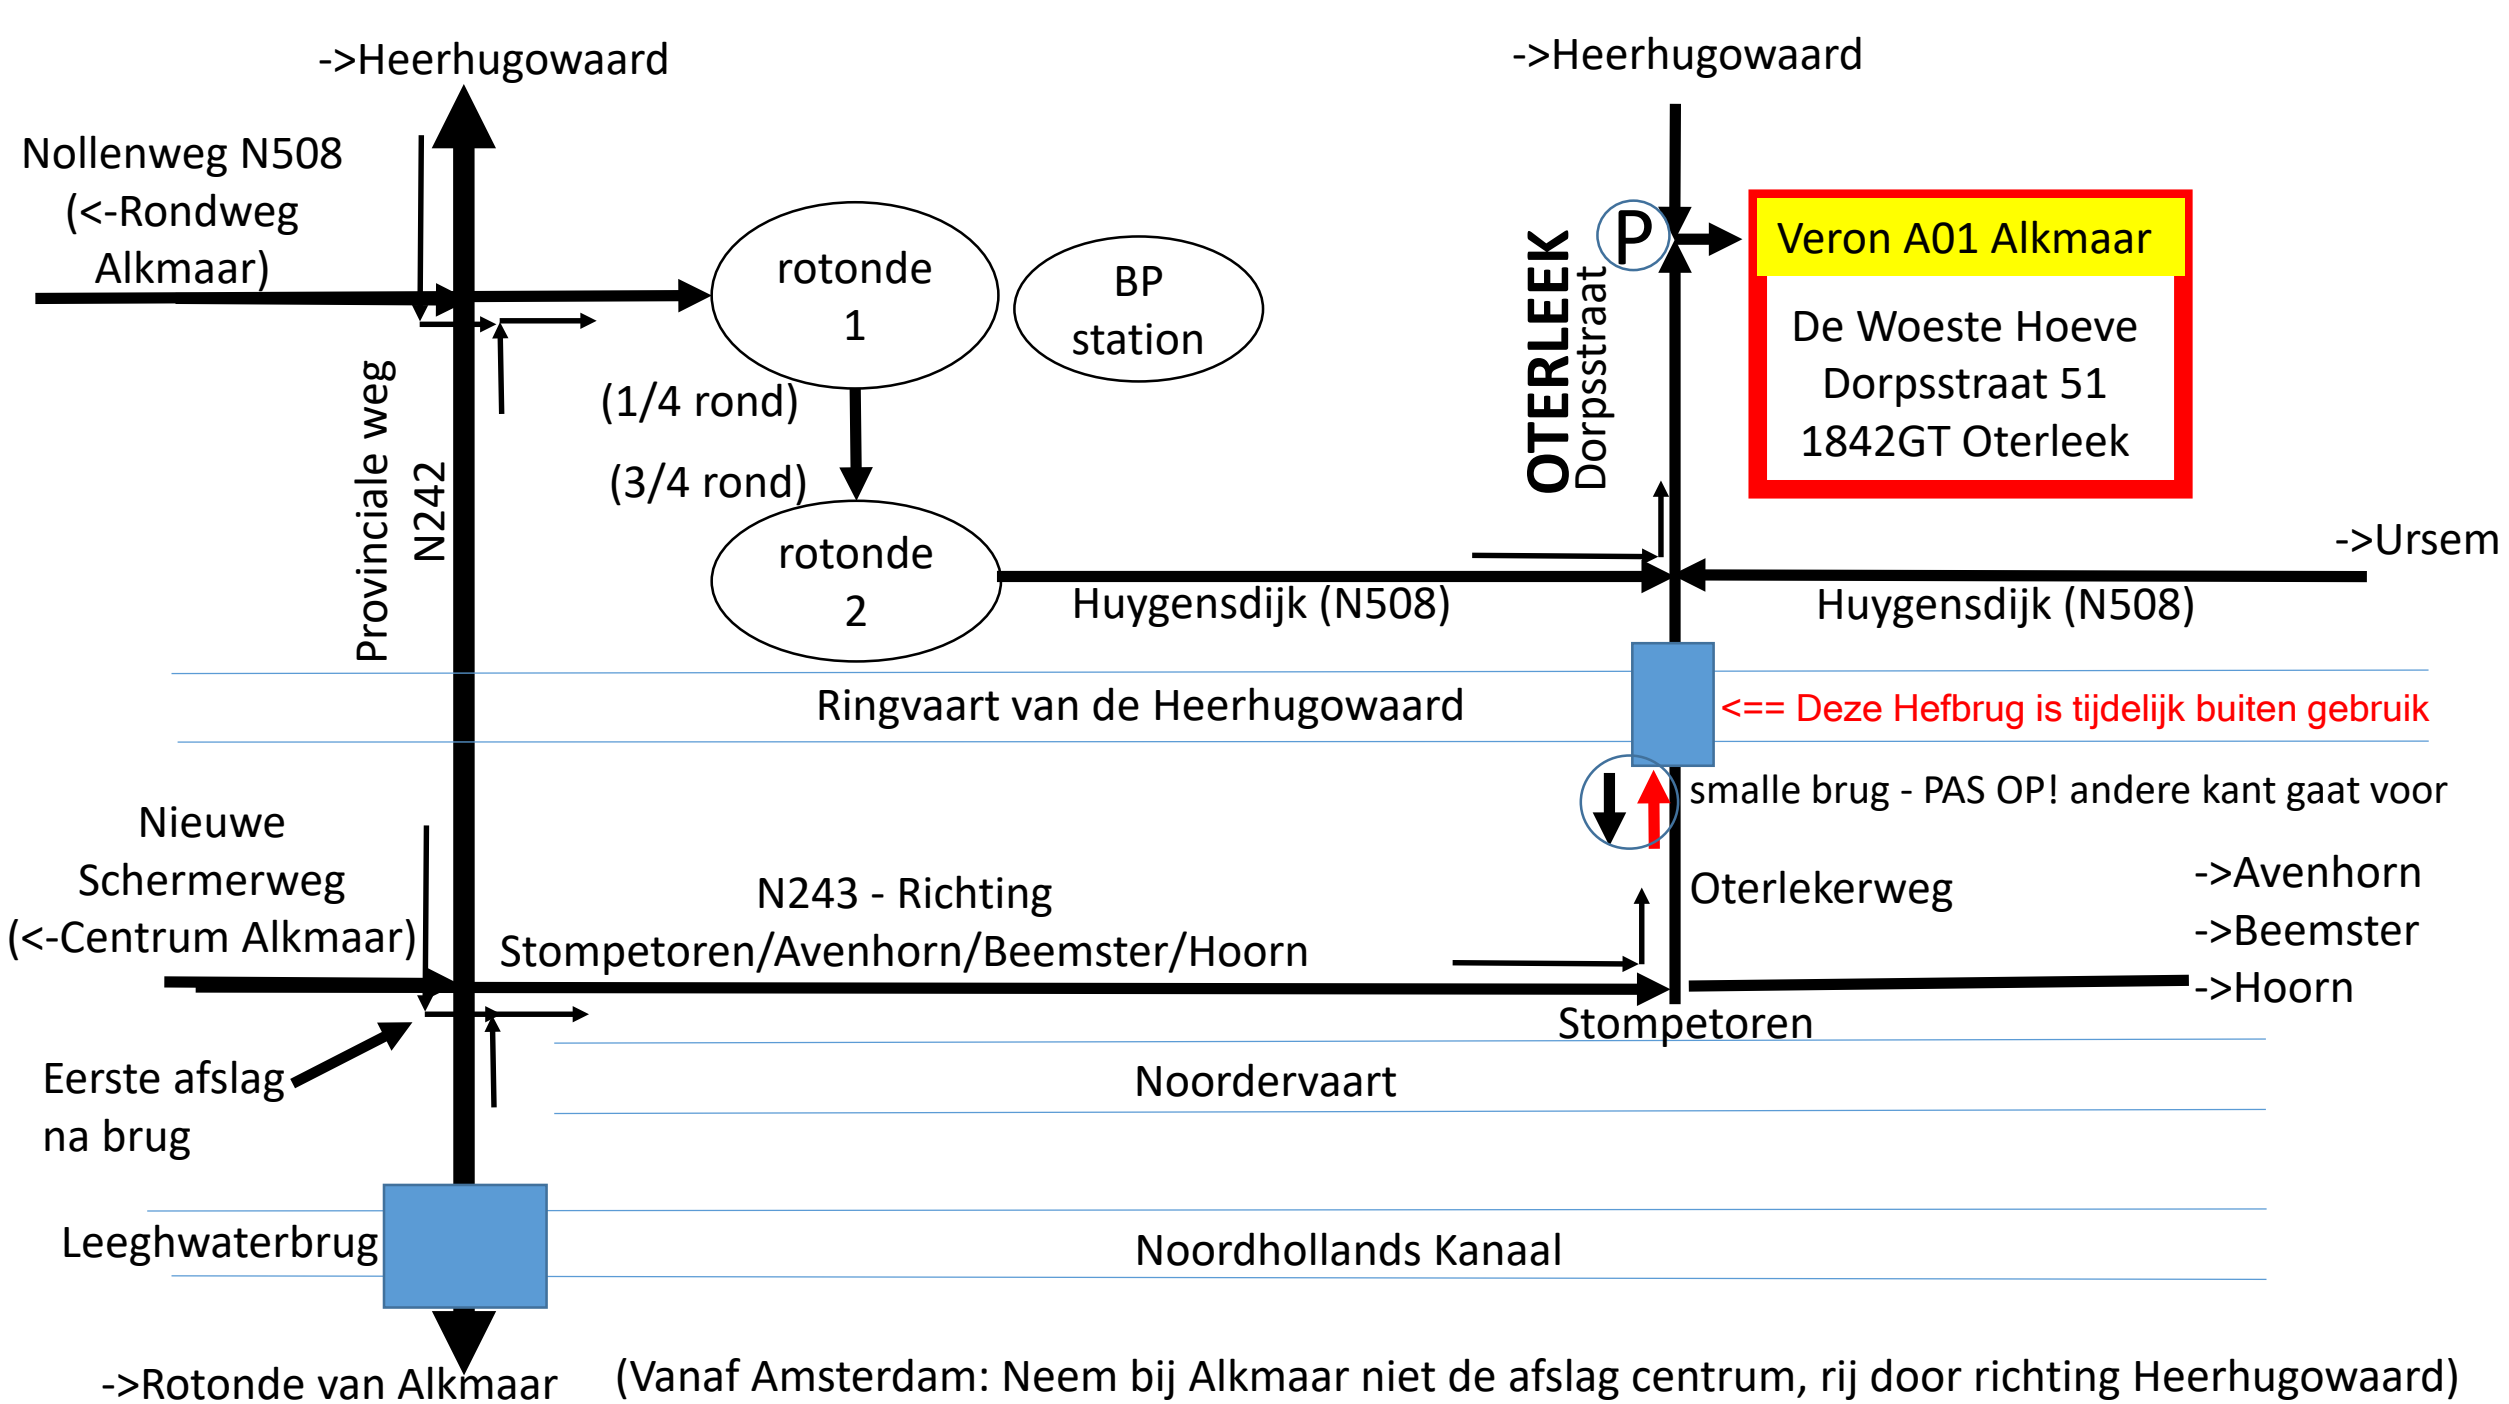 ->Heerhugowaard
->Heerhugowaard
Nollenweg N508
(<-Rondweg
Alkmaar)
rotonde
1
BP
station
P
Veron A01 Alkmaar
De Woeste Hoeve
Dorpsstraat 51
1842GT Oterleek
OTERLEEK
Dorpsstraat
(1/4 rond)
(3/4 rond)
Provinciale weg
N242
rotonde
2
->Ursem
Huygensdijk (N508)
Huygensdijk (N508)
Ringvaart van de Heerhugowaard
<== Deze Hefbrug is tijdelijk buiten gebruik
smalle brug - PAS OP! andere kant gaat voor
Nieuwe
Schermerweg
(<-Centrum Alkmaar)
N243 - Richting
Stompetoren/Avenhorn/Beemster/Hoorn
Oterlekerweg
->Avenhorn
->Beemster
->Hoorn
Stompetoren
Eerste afslag
na brug
Noordervaart
Leeghwaterbrug
Noordhollands Kanaal
->Rotonde van Alkmaar
(Vanaf Amsterdam: Neem bij Alkmaar niet de afslag centrum, rij door richting Heerhugowaard)